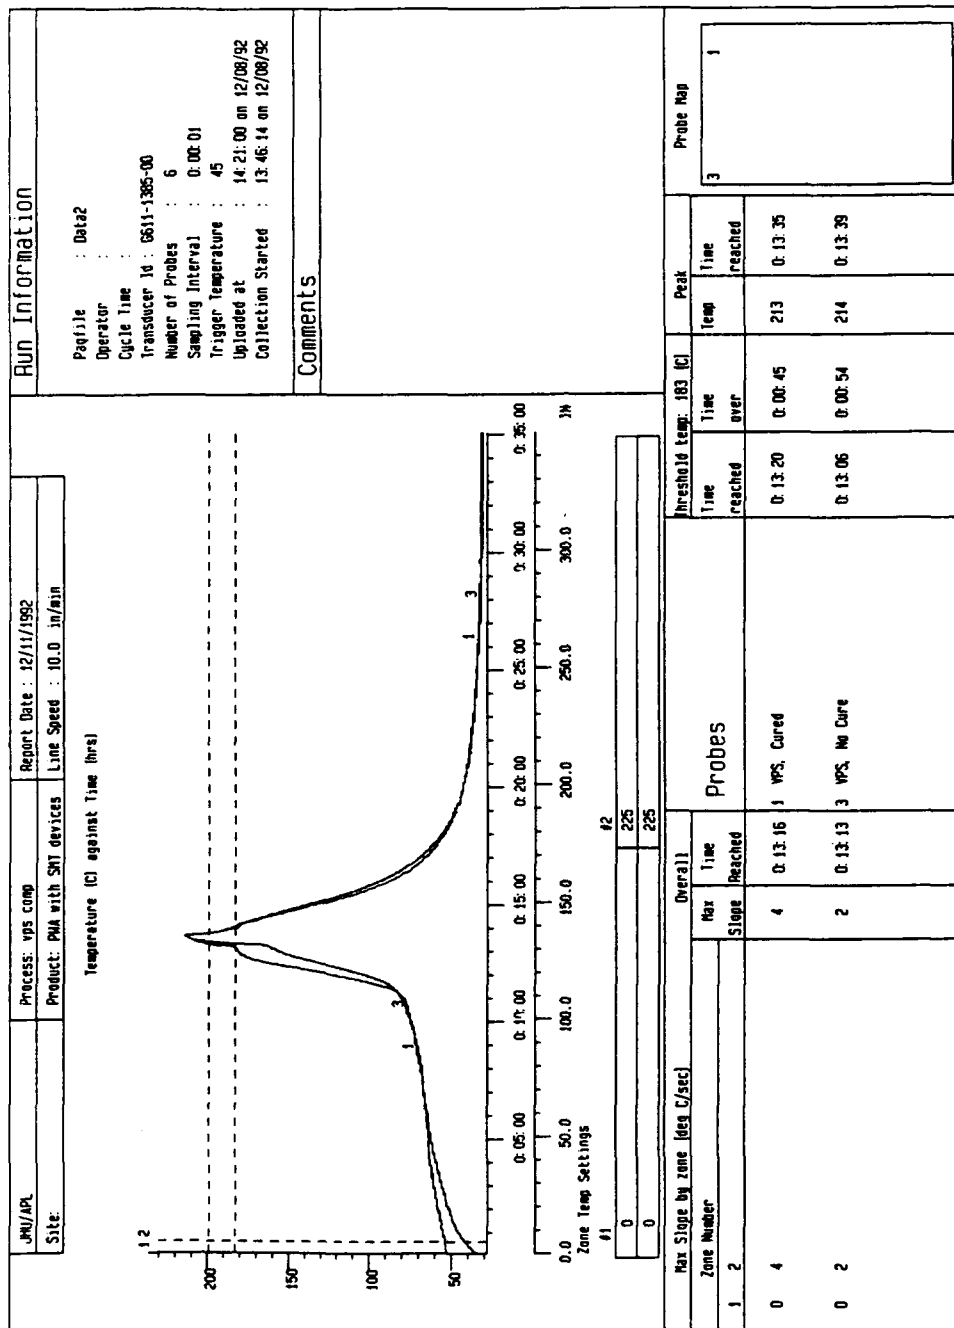 JHU/APL
Process: vps comp
Report Date : 12/11/1992
Run Information
Site:
Product: PWA with SMT devices
Line Speed : 10.0 in/min
Paqfile : Data2
Operator :
Cycle Time :
Transducer Id : G611-1385-00
Number of Probes : 6
Sampling Interval : 0:00:01
Trigger Temperature : 45
Uploaded at : 14:21:00 on 12/08/92
Collection Started : 13:46:14 on 12/08/92
Comments
Temperature (C) against Time (hrs)
1 2
200
150
100
50
1
3
1
3
0:05:00 0:10:00 0:15:00 0:20:00 0:25:00 0:30:00 0:35:00
0.0 50.0 100.0 150.0 200.0 250.0 300.0 IN
Zone Temp Settings
#1 #2
0 225
0 225
Max Slope by zone (deg C/sec)
Overall
Probes
Threshold temp: 183 (C)
Peak
Probe Map
Zone Number
Max Slope
Time Reached
Time reached
Time over
Temp
Time reached
1 2
0 4 4 0:13:16 1 VPS, Cured 0:13:20 0:00:45 213 0:13:35
0 2 2 0:13:13 3 VPS, No Cure 0:13:06 0:00:54 214 0:13:39
3 1